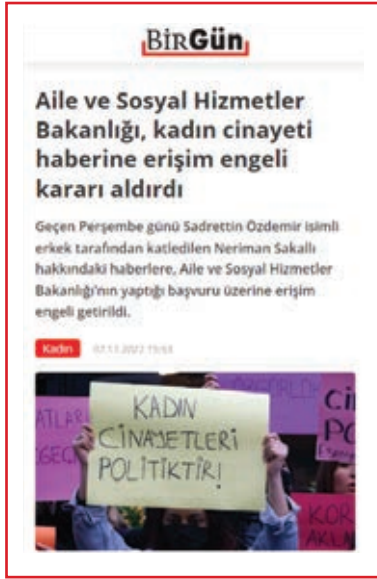 BirGün
Aile ve Sosyal Hizmetler
Bakanlığı, kadın cinayeti
haberine erişim engeli
kararı aldırdı
Geçen Perşembe günü Sadrettin Özdemir isimli
erkek tarafından katledilen Neriman Sakallı
hakkındaki haberlere, Aile ve Sosyal Hizmetler
Bakanlığı'nın yaptığı başvuru üzerine erişim
engeli getirildi.
Kadın
KADIN
CİNAYETLERİ
POLİTİKTİR!